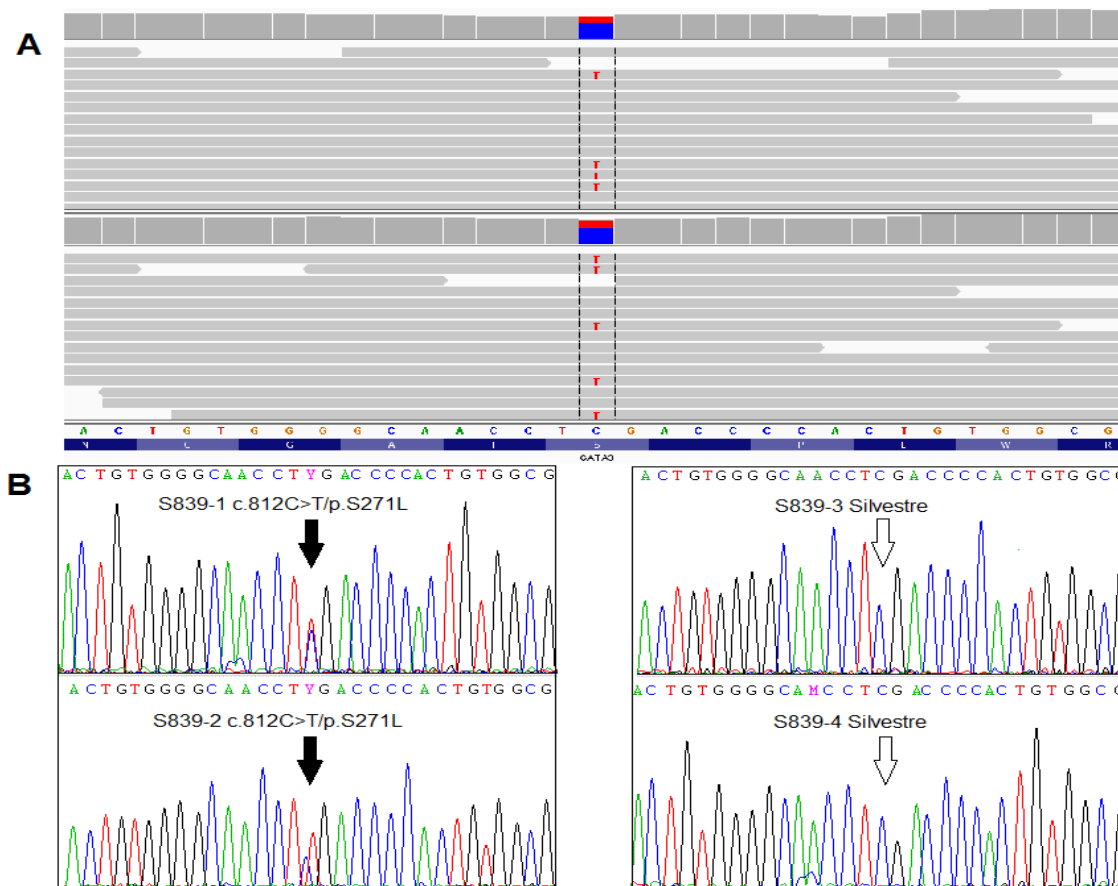 A
T
T
T
T
T
T
T
T
A C T G T G G G G C A A C C T C G A C C C C A C T G T G G C G
N C G A T S P L W R
GATA3
B
ACTGTGGGGCAACCTYGACCCCACTGTGGCG
S839-1 c.812C>T/p.S271L
ACTGTGGGGCAACCTCGACCCCACTGTGGC
S839-3 Silvestre
ACTGTGGGGCAACCTYGACCCCACTGTGGCG
S839-2 c.812C>T/p.S271L
ACTGTGGGGCAMCCTCGACCCCACTGTGGC
S839-4 Silvestre